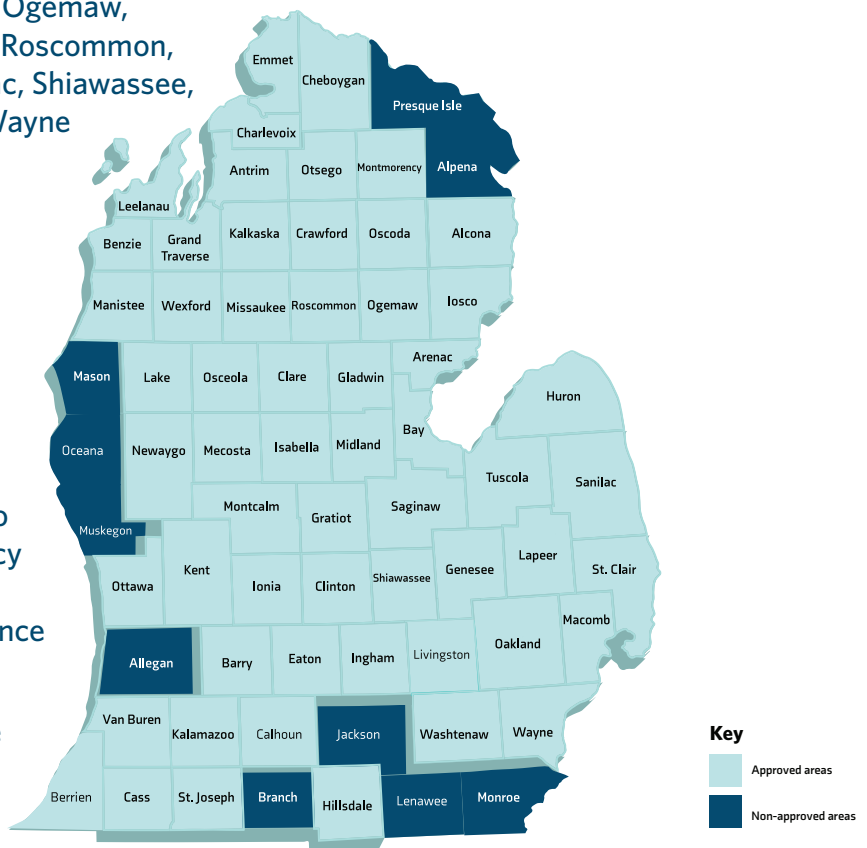 Ogemaw,
Roscommon,
c, Shiawassee,
Wayne
o
cy
nce
Emmet
Cheboygan
Presque Isle
Charlevoix
Antrim
Otsego
Montmorency
Alpena
Leelanau
Benzie
Grand
Traverse
Kalkaska
Crawford
Oscoda
Alcona
Manistee
Wexford
Missaukee
Roscommon
Ogemaw
Iosco
Mason
Lake
Osceola
Clare
Gladwin
Arenac
Huron
Oceana
Newaygo
Mecosta
Isabella
Midland
Bay
Tuscola
Sanilac
Montcalm
Gratiot
Saginaw
Muskegon
Ottawa
Kent
Ionia
Clinton
Shiawassee
Genesee
Lapeer
St. Clair
Allegan
Barry
Eaton
Ingham
Livingston
Oakland
Macomb
Van Buren
Kalamazoo
Calhoun
Jackson
Washtenaw
Wayne
Berrien
Cass
St. Joseph
Branch
Hillsdale
Lenawee
Monroe
Key
Approved areas
Non-approved areas